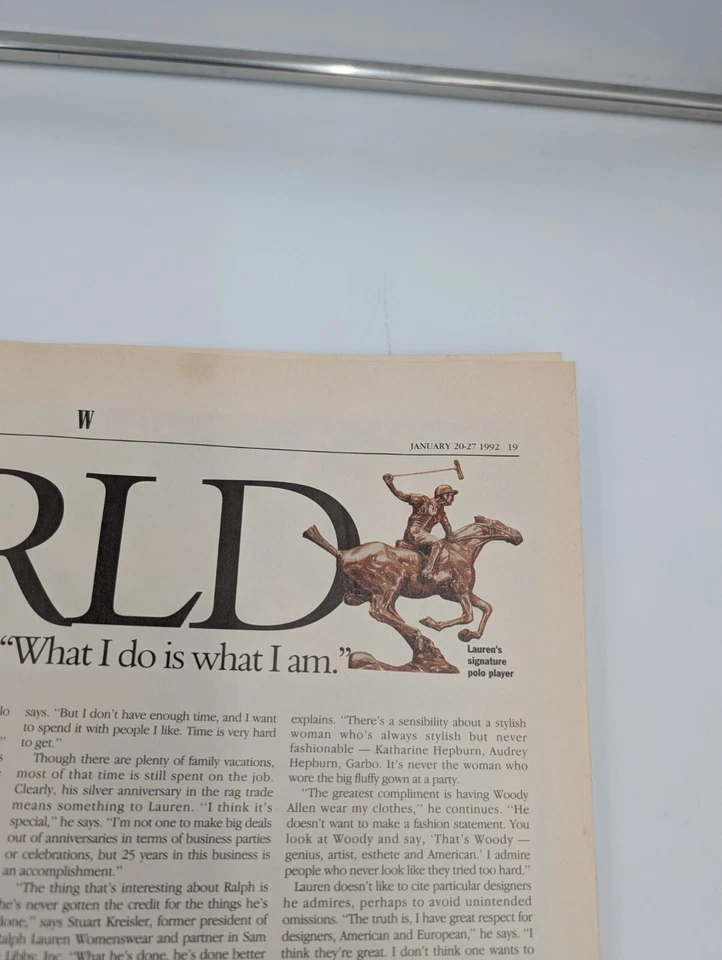 W
JANUARY 20-27 1992 19
RLD
"What I do is what I am."
Lauren's
signature
polo player
lo
"
s
says. "But I don't have enough time, and I want
to spend it with people I like. Time is very hard
to get."
Though there are plenty of family vacations,
most of that time is still spent on the job.
Clearly, his silver anniversary in the rag trade
means something to Lauren. "I think it's
special," he says. "I'm not one to make big deals
out of anniversaries in terms of business parties
or celebrations, but 25 years in this business is
an accomplishment."
"The thing that's interesting about Ralph is
he's never gotten the credit for the things he's
done," says Stuart Kreisler, former president of
Ralph Lauren Womenswear and partner in Sam
Libby, Inc. "What he's done, he's done better
explains. "There's a sensibility about a stylish
woman who's always stylish but never
fashionable — Katharine Hepburn, Audrey
Hepburn, Garbo. It's never the woman who
wore the big fluffy gown at a party.
"The greatest compliment is having Woody
Allen wear my clothes," he continues. "He
doesn't want to make a fashion statement. You
look at Woody and say, 'That's Woody —
genius, artist, esthete and American.' I admire
people who never look like they tried too hard."
Lauren doesn't like to cite particular designers
he admires, perhaps to avoid unintended
omissions. "The truth is, I have great respect for
designers, American and European," he says. "I
think they're great. I don't think one wants to